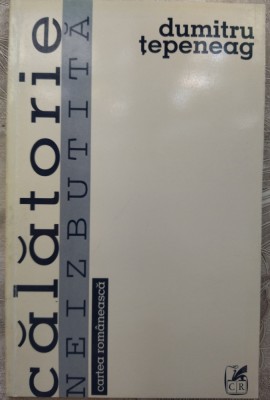 dumitru
țepeneag
călătorie
NEIZBUTITĂ
cartea românească
CR